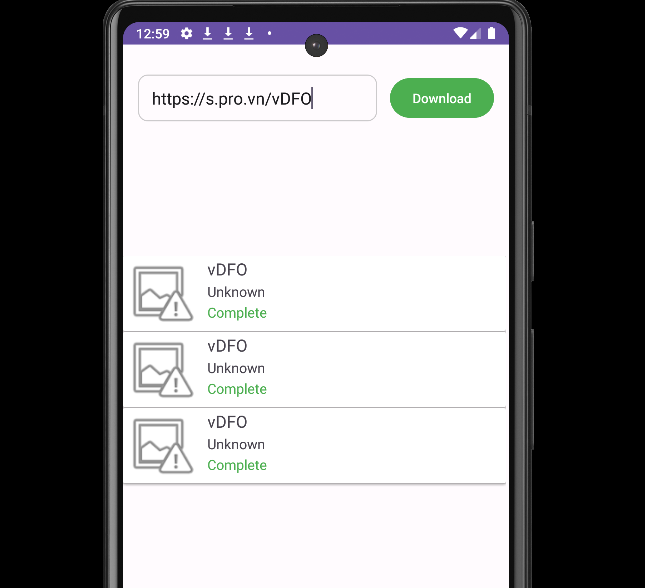 12:59
https://s.pro.vn/vDFO
Download
vDFO
Unknown
Complete
vDFO
Unknown
Complete
vDFO
Unknown
Complete